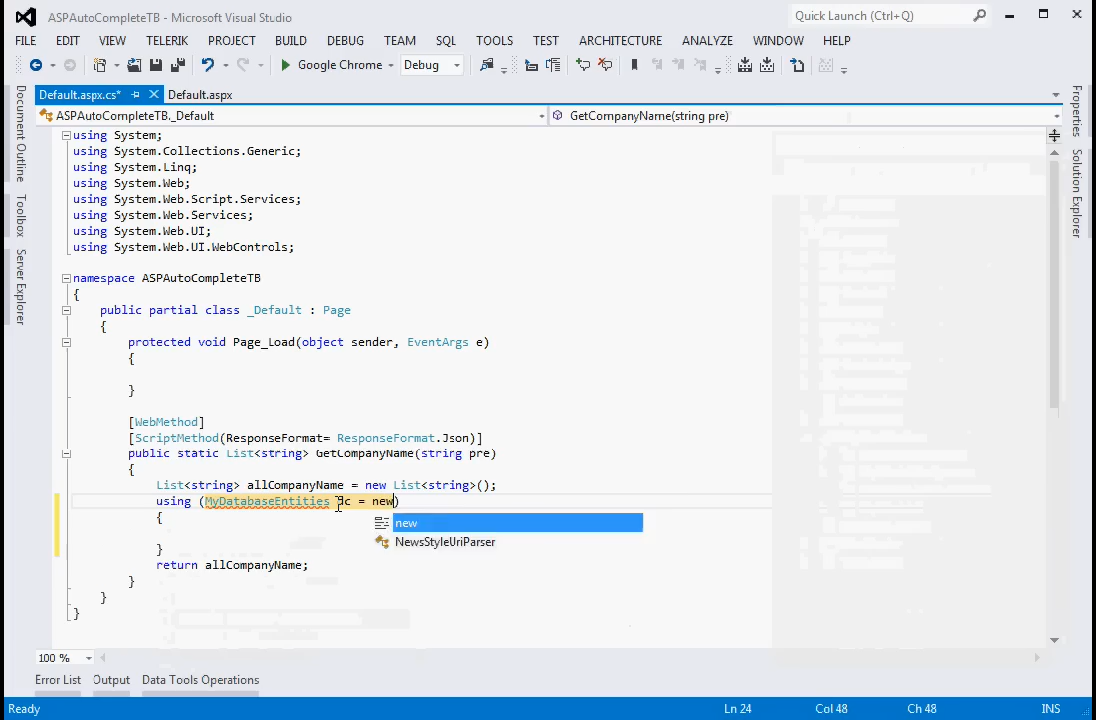 ASPAutoCompleteTB - Microsoft Visual Studio
Quick Launch (Ctrl+Q)
FILE EDIT VIEW TELERIK PROJECT BUILD DEBUG TEAM SQL TOOLS TEST ARCHITECTURE ANALYZE WINDOW HELP
Google Chrome Debug
Default.aspx.cs* Default.aspx
ASPAutoCompleteTB._Default GetCompanyName(string pre)
Document Outline
Toolbox
Server Explorer
Properties
Solution Explorer
using System;
using System.Collections.Generic;
using System.Linq;
using System.Web;
using System.Web.Script.Services;
using System.Web.Services;
using System.Web.UI;
using System.Web.UI.WebControls;
namespace ASPAutoCompleteTB
{
public partial class _Default : Page
{
protected void Page_Load(object sender, EventArgs e)
{
}
[WebMethod]
[ScriptMethod(ResponseFormat= ResponseFormat.Json)]
public static List<string> GetCompanyName(string pre)
{
List<string> allCompanyName = new List<string>();
using (MyDatabaseEntities dc = new)
{
new
NewsStyleUriParser
}
return allCompanyName;
}
}
}
100 %
Error List Output Data Tools Operations
Ready Ln 24 Col 48 Ch 48 INS